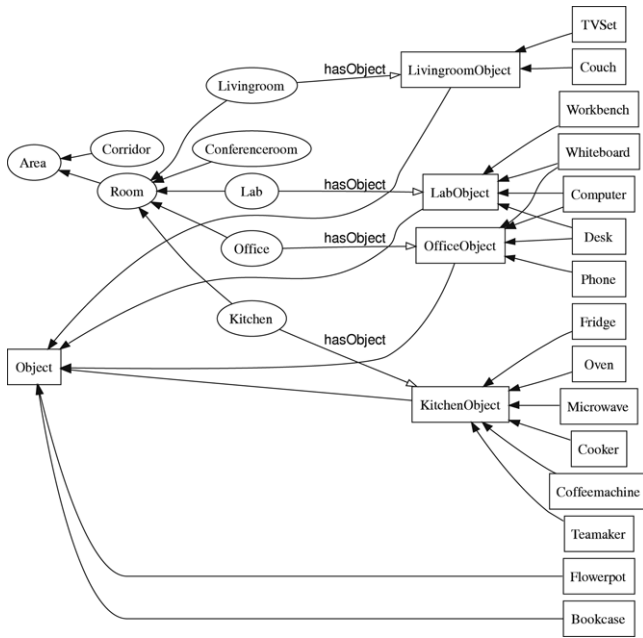 TVSet
hasObject
LivingroomObject
Livingroom
Couch
Workbench
Corridor
Conferenceroom
Whiteboard
Area
Room
Lab
hasObject
LabObject
Computer
Office
hasObject
OfficeObject
Desk
Phone
Kitchen
hasObject
Fridge
Object
Oven
KitchenObject
Microwave
Cooker
Coffeemachine
Teamaker
Flowerpot
Bookcase